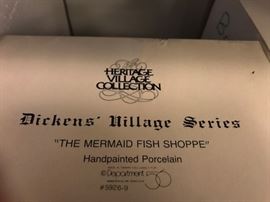 HERITAGE
VILLAGE
COLLECTION
Dickens' Village Series
"THE MERMAID FISH SHOPPE"
Handpainted Porcelain
©Department 56
#5926-9